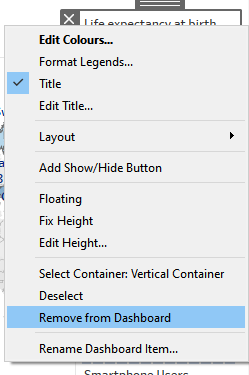 Life expectancy at birth
Edit Colours...
Format Legends...
Title
Edit Title...
Layout
Add Show/Hide Button
Floating
Fix Height
Edit Height...
Select Container: Vertical Container
Deselect
Remove from Dashboard
Rename Dashboard Item...
Smartphone Users